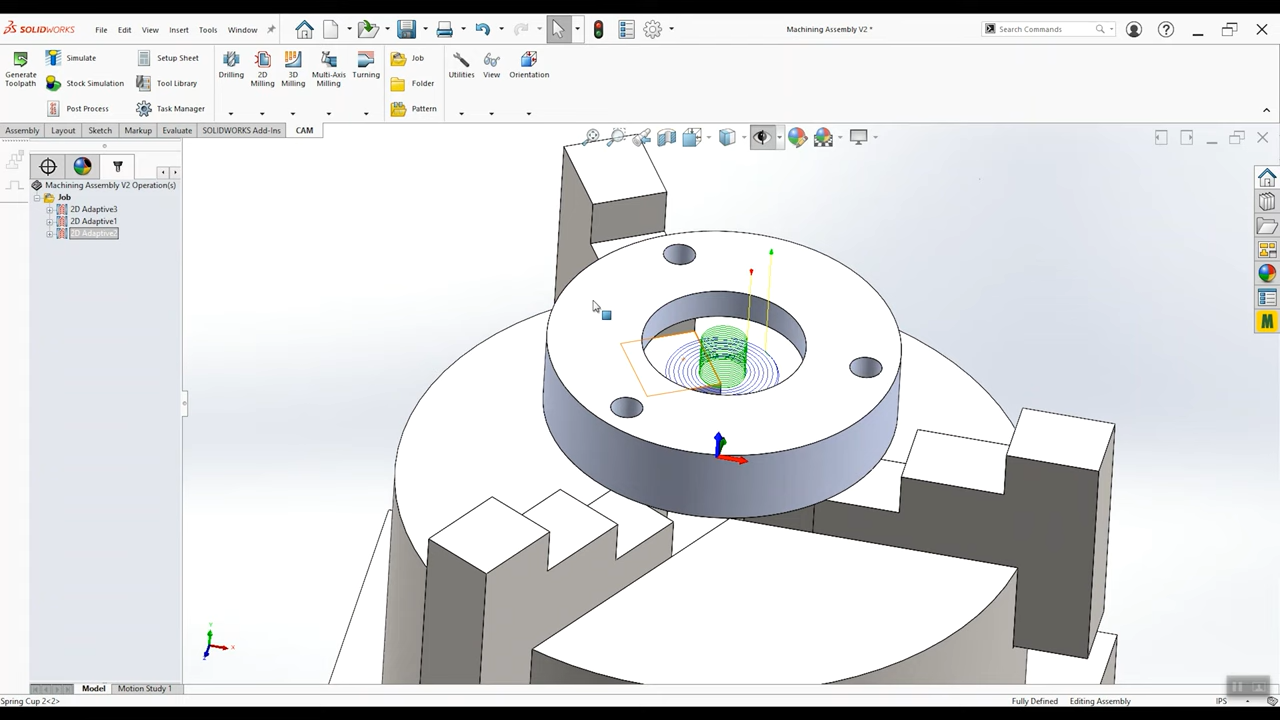 SOLIDWORKS File Edit View Insert Tools Window Machining Assembly V2 * Search Commands
Generate Toolpath
Simulate
Stock Simulation
Post Process
Setup Sheet
Tool Library
Task Manager
Drilling
2D Milling
3D Milling
Multi-Axis Milling
Turning
Job
Folder
Pattern
Utilities
View
Orientation
Assembly Layout Sketch Markup Evaluate SOLIDWORKS Add-Ins CAM
Machining Assembly V2 Operation(s)
Job
2D Adaptive3
2D Adaptive1
2D Adaptive2
M
Y
X
Z
Model Motion Study 1
Spring Cup 2<2> Fully Defined Editing Assembly IPS